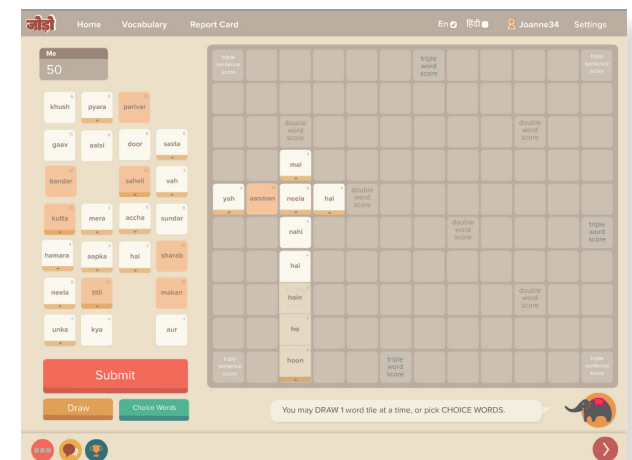 जोड़ो Home Vocabulary Report Card En हिंदी Joanne34 Settings
Me
50
khush pyara parivar
gaav aalsi door sasta
bandar saheli vah
kutta mera accha sundar
hamara aapka hai sharab
neela titli makan
unka kya aur
Submit
Draw Choice Words
triple
sentence
score
triple
word
score
triple
sentence
score
double
word
score
double
word
score
mai
yah aasman neela hai
double
word
score
nahi
double
word
score
triple
word
score
hai
hain
double
word
score
ho
triple
sentence
score
hoon
triple
word
score
triple
sentence
score
You may DRAW 1 word tile at a time, or pick CHOICE WORDS.